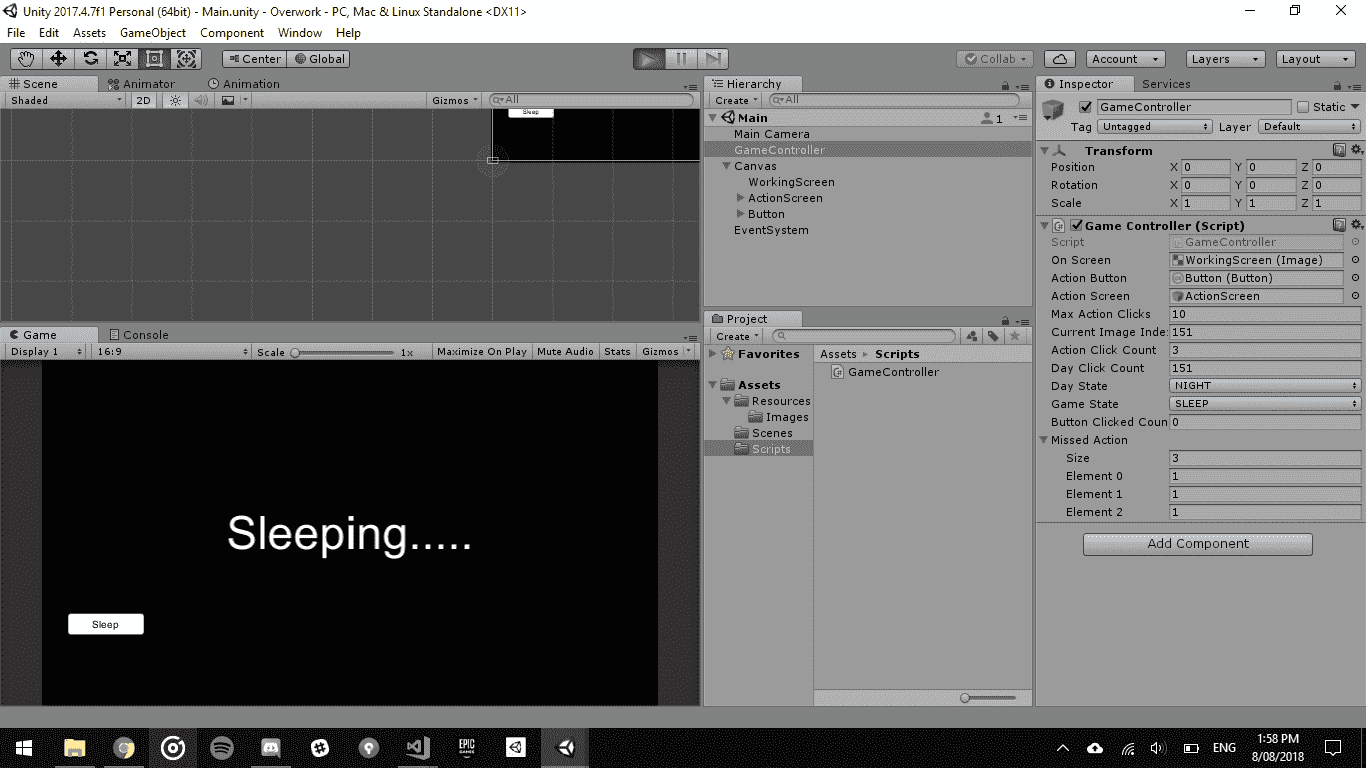 Unity 2017.4.7f1 Personal (64bit) - Main.unity - Overwork - PC, Mac & Linux Standalone <DX11>
File Edit Assets GameObject Component Window Help
Center Global Collab Account Layers Layout
Scene Animator Animation
Shaded 2D Gizmos All
Sleep
Game Console
Display 1 16:9 Scale 1x Maximize On Play Mute Audio Stats Gizmos
Sleeping.....
Sleep
Hierarchy
Create All
Main 1
Main Camera
GameController
Canvas
WorkingScreen
ActionScreen
Button
EventSystem
Project
Create
Favorites
Assets
Resources
Images
Scenes
Scripts
Assets Scripts
GameController
Inspector Services
GameController Static
Tag Untagged Layer Default
Transform
Position X 0 Y 0 Z 0
Rotation X 0 Y 0 Z 0
Scale X 1 Y 1 Z 1
Game Controller (Script)
Script GameController
On Screen WorkingScreen (Image)
Action Button Button (Button)
Action Screen ActionScreen
Max Action Clicks 10
Current Image Inde: 151
Action Click Count 3
Day Click Count 151
Day State NIGHT
Game State SLEEP
Button Clicked Coun 0
Missed Action
Size 3
Element 0 1
Element 1 1
Element 2 1
Add Component
EPIC GAMES
ENG
1:58 PM
8/08/2018